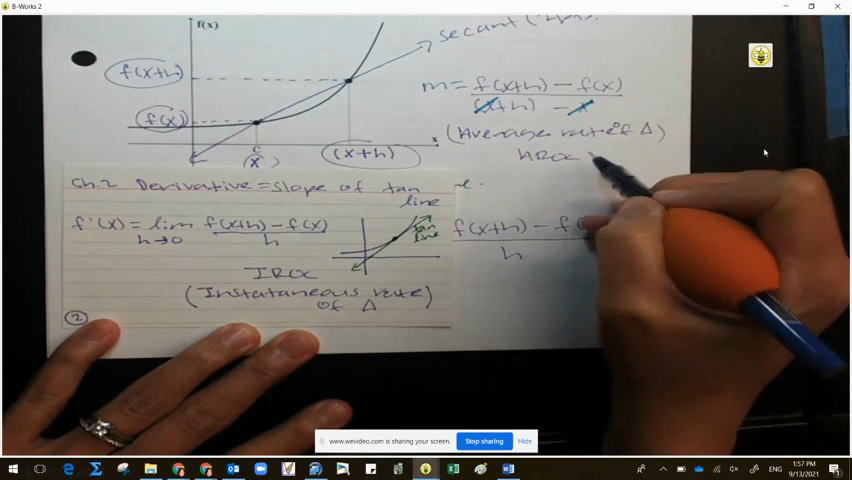 B-Works 2
f(x)
secant
f(x+h)
m = f(x+h) - f(x)
(x+h) - x
f(x)
(Average rate of Δ)
AROC
x
c
(x)
(x+h)
Ch.2 Derivative = slope of tan
line
f'(x) = lim f(x+h) - f(x)
h→0 h
tan
line
IROC
(Instataneous rate
of Δ)
2
e.
f(x+h) - f(
h
www.wevideo.com is sharing your screen.
Stop sharing
Hide
1:57 PM
9/13/2021